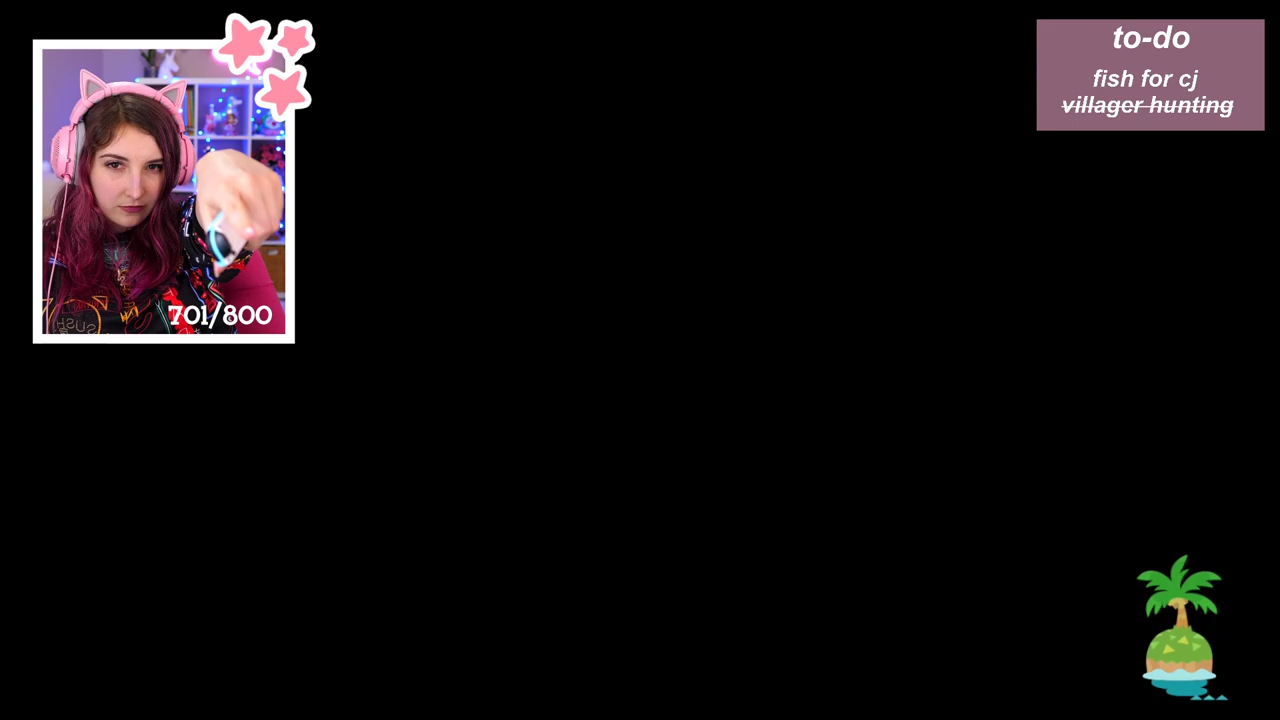 to-do
fish for cj
villager hunting
701/800